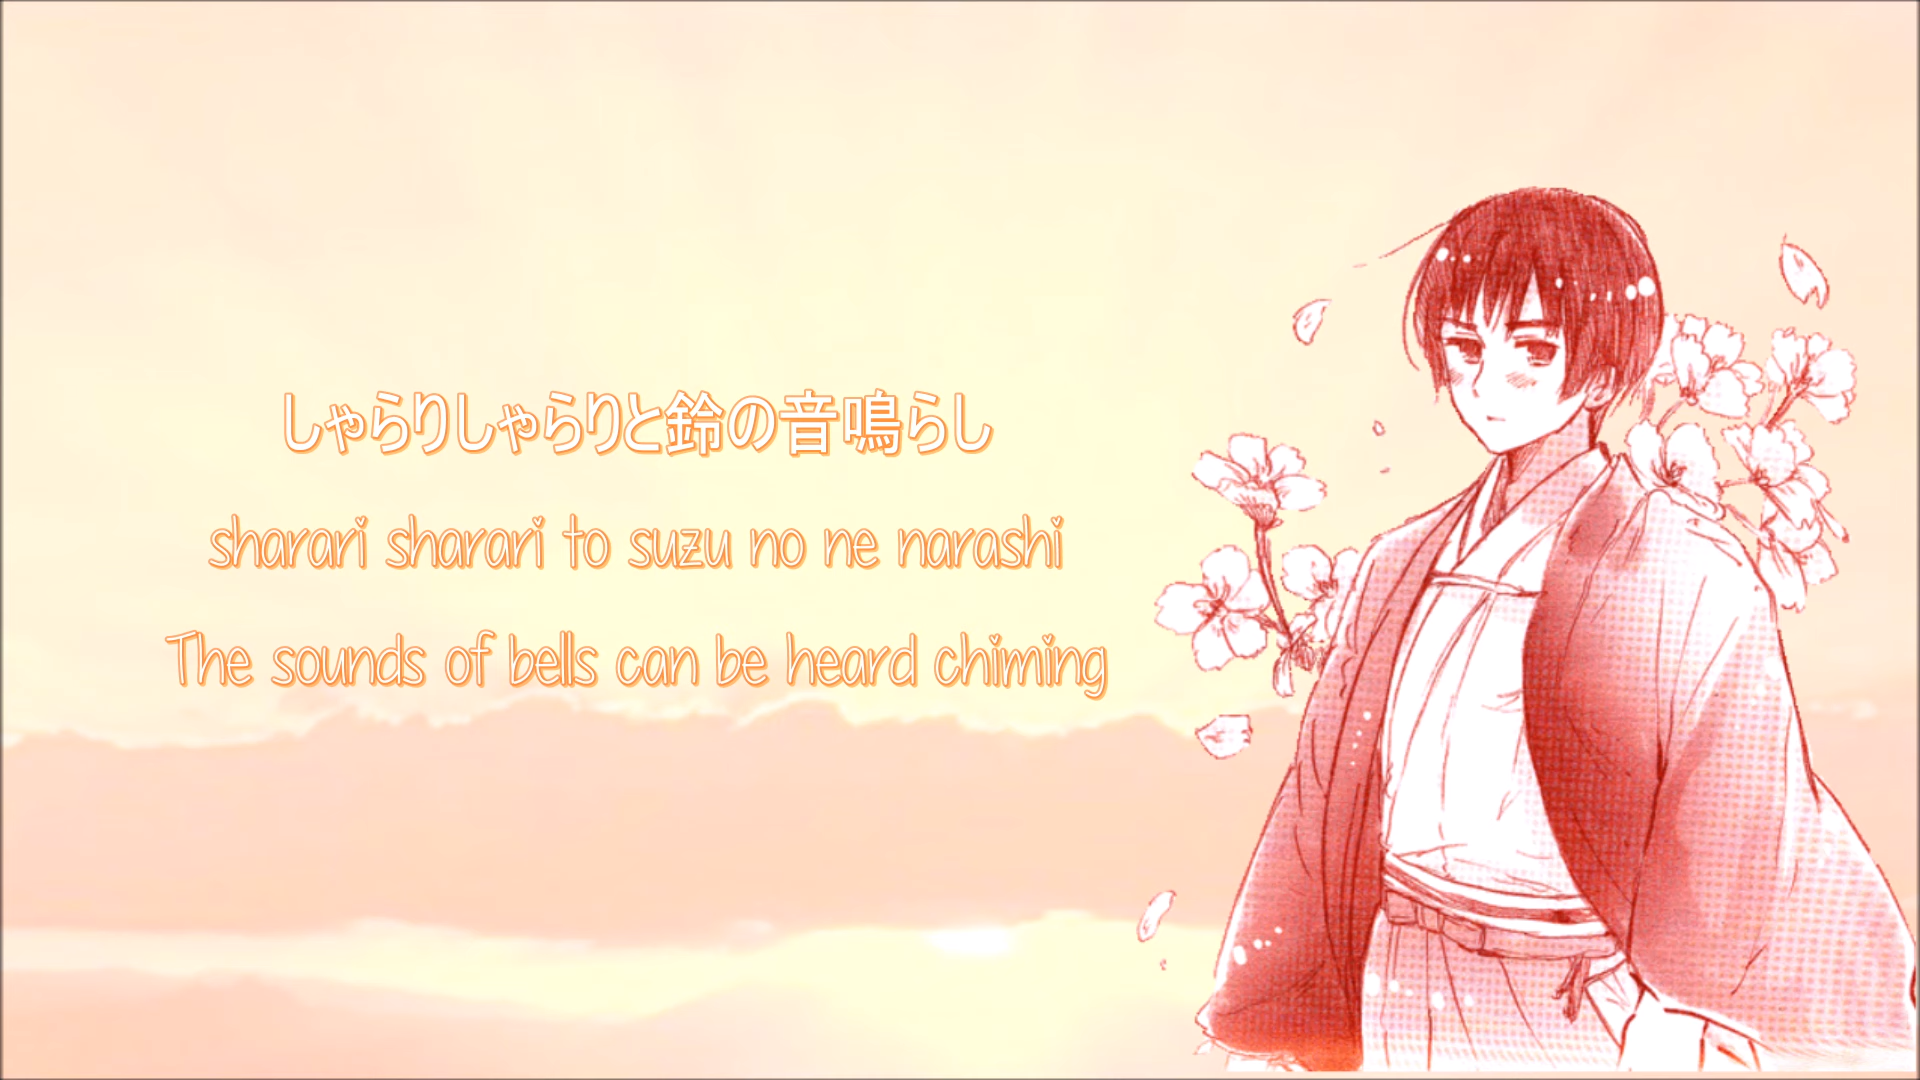 しゃらりしゃらりと鈴の音鳴らし
sharari sharari to suzu no ne narashi
The sounds of bells can be heard chiming